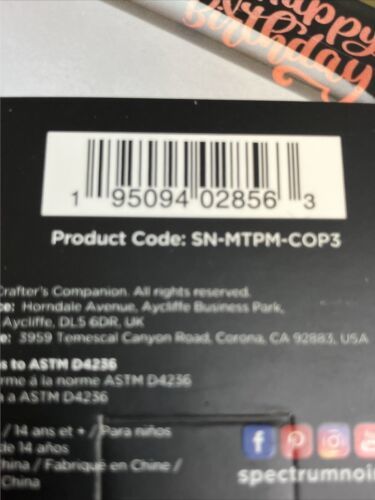 Happy
Birthday
1 95094 02856 3
Product Code: SN-MTPM-COP3
Crafter's Companion. All rights reserved.
e: Horndale Avenue, Aycliffe Business Park,
Aycliffe, DL5 6DR, UK
e: 3959 Temescal Canyon Road, Corona, CA 92883, USA
s to ASTM D4236
rme à la norme ASTM D4236
a ASTM D4236
/ 14 ans et + / Para niños
de 14 años
China / Fabriqué en Chine /
China
spectrumnoir